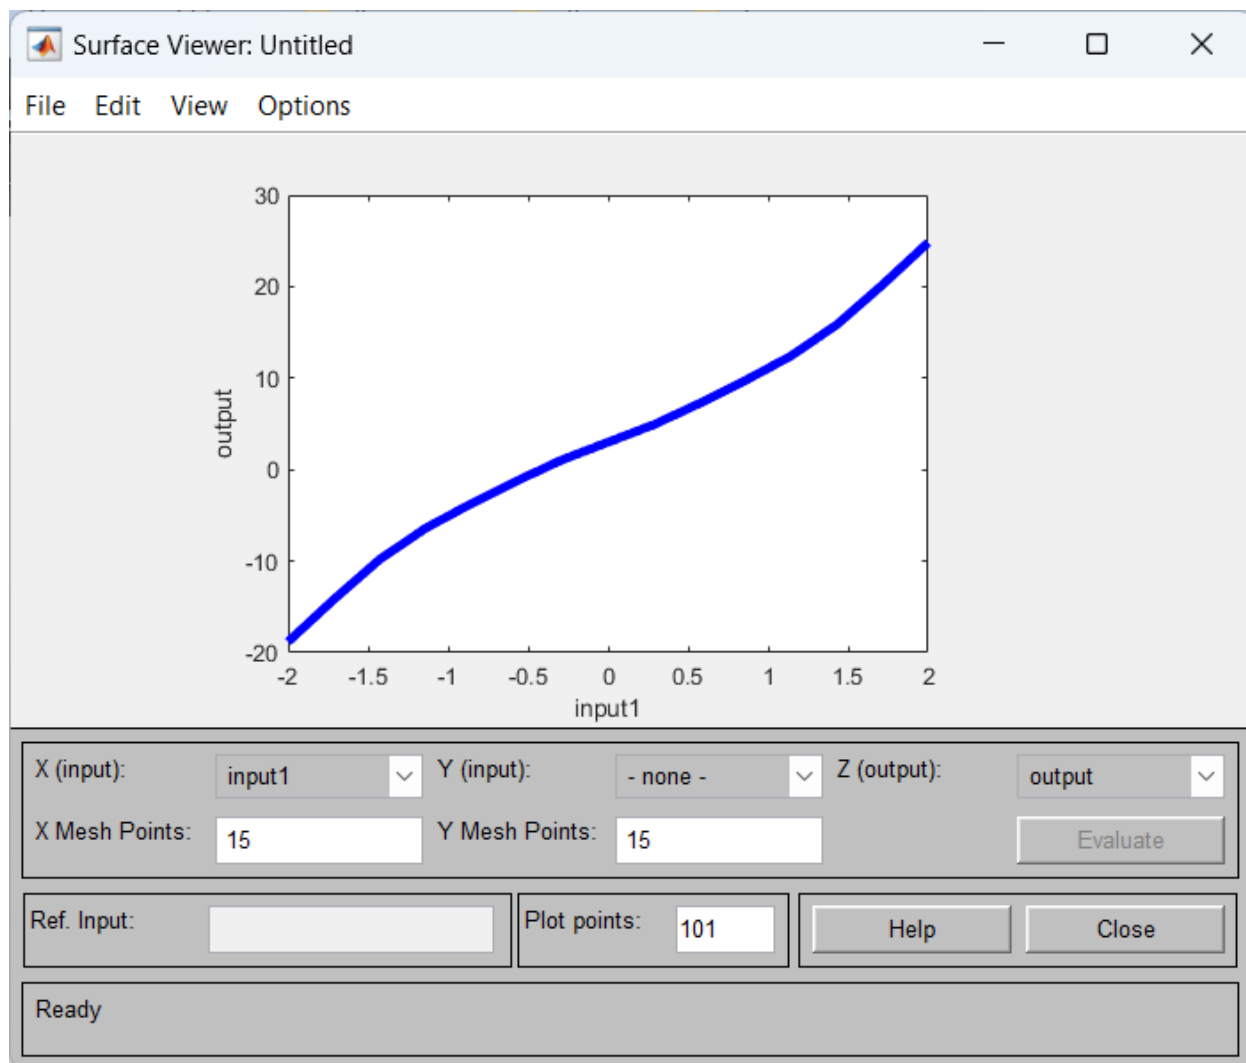 Surface Viewer: Untitled
File Edit View Options
30
20
10
0
-10
-20
output
-2 -1.5 -1 -0.5 0 0.5 1 1.5 2
input1
X (input): input1 Y (input): - none - Z (output): output
X Mesh Points: 15 Y Mesh Points: 15 Evaluate
Ref. Input: Plot points: 101 Help Close
Ready